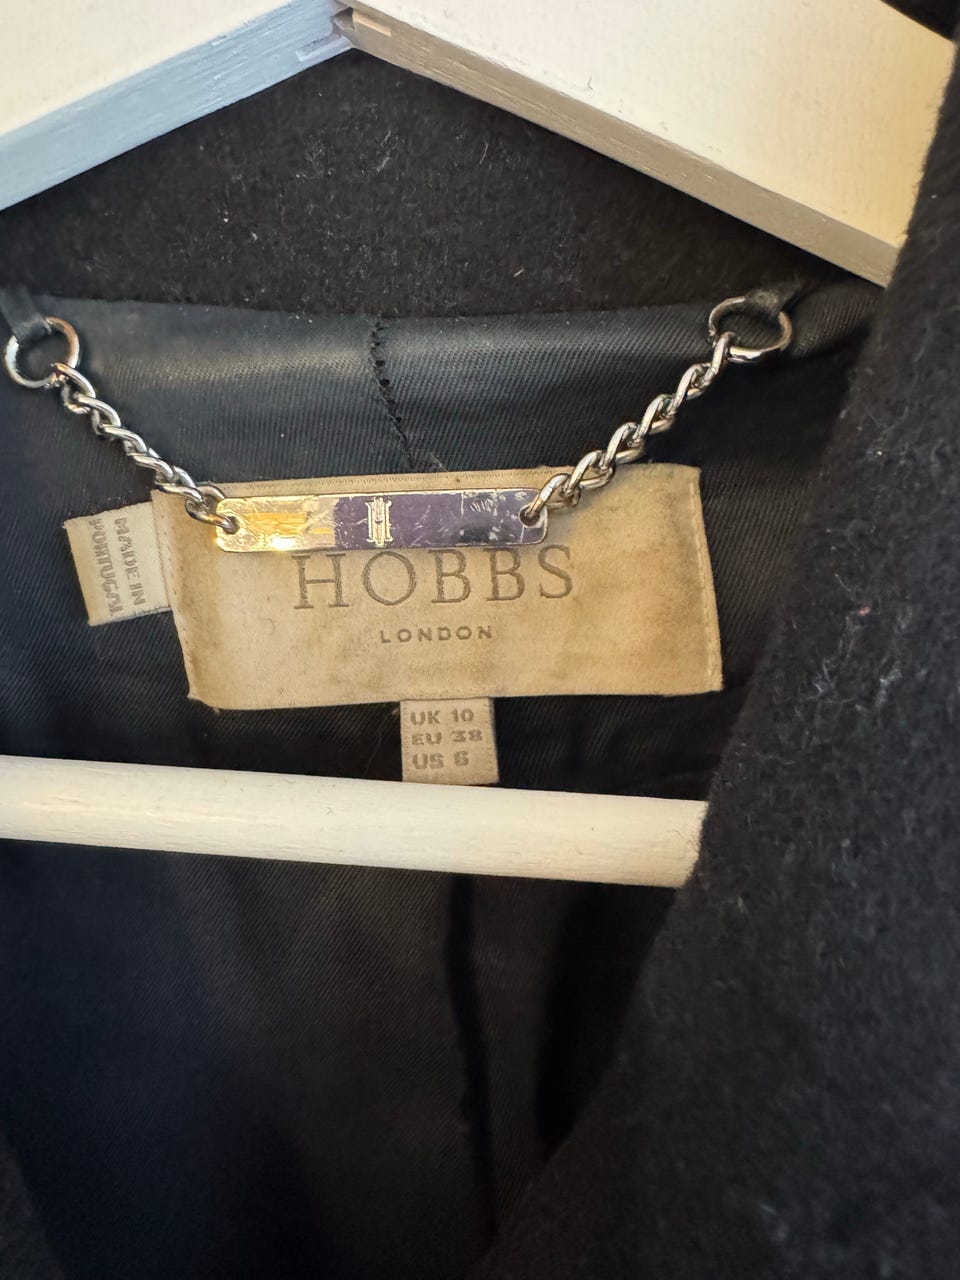 HOBBS
LONDON
MADE IN
PORTUGAL
UK 10
EU 38
US 6